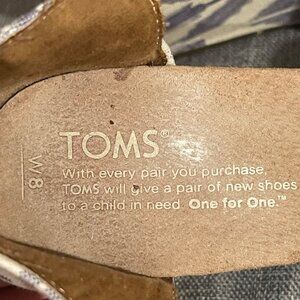 TOMS®
With every pair you purchase,
TOMS will give a pair of new shoes
to a child in need. One for One.™
W8